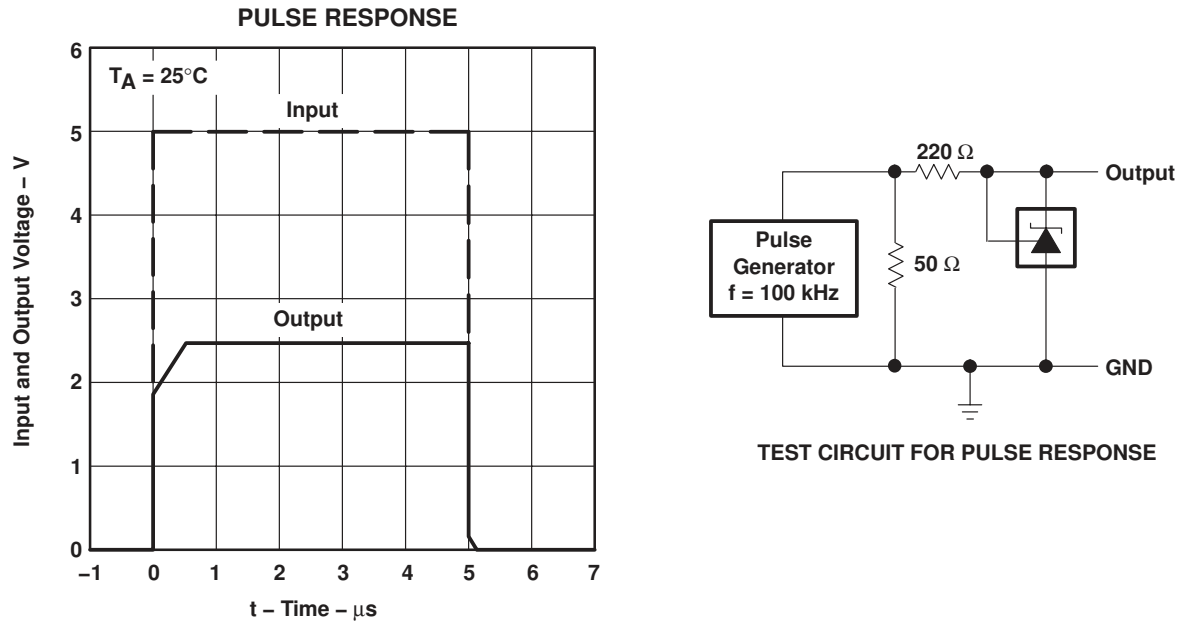 PULSE RESPONSE
TA = 25°C
Input
Output
Input and Output Voltage – V
6
5
4
3
2
1
0
–1 0 1 2 3 4 5 6 7
t – Time – μs
220 Ω
Output
Pulse
Generator
f = 100 kHz
50 Ω
GND
TEST CIRCUIT FOR PULSE RESPONSE